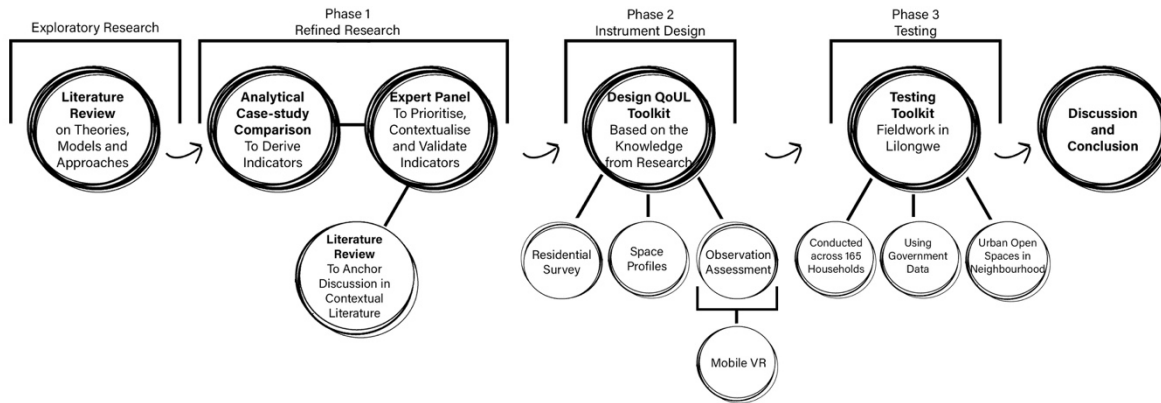 Exploratory Research
Phase 1
Refined Research
Phase 2
Instrument Design
Phase 3
Testing
Literature
Review
on Theories,
Models and
Approaches
Analytical
Case-study
Comparison
To Derive
Indicators
Expert Panel
To Prioritise,
Contextualise
and Validate
Indicators
Design QoUL
Toolkit
Based on the
Knowledge
from Research
Testing
Toolkit
Fieldwork in
Lilongwe
Discussion
and
Conclusion
Literature
Review
To Anchor
Discussion in
Contextual
Literature
Residential
Survey
Space
Profiles
Observation
Assessment
Conducted
across 165
Households
Using
Government
Data
Urban Open
Spaces in
Neighbourhood
Mobile VR